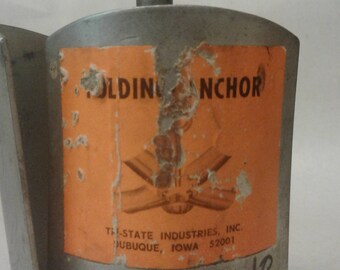 FOLDING ANCHOR
TRI-STATE INDUSTRIES, INC.
DUBUQUE, IOWA 52001